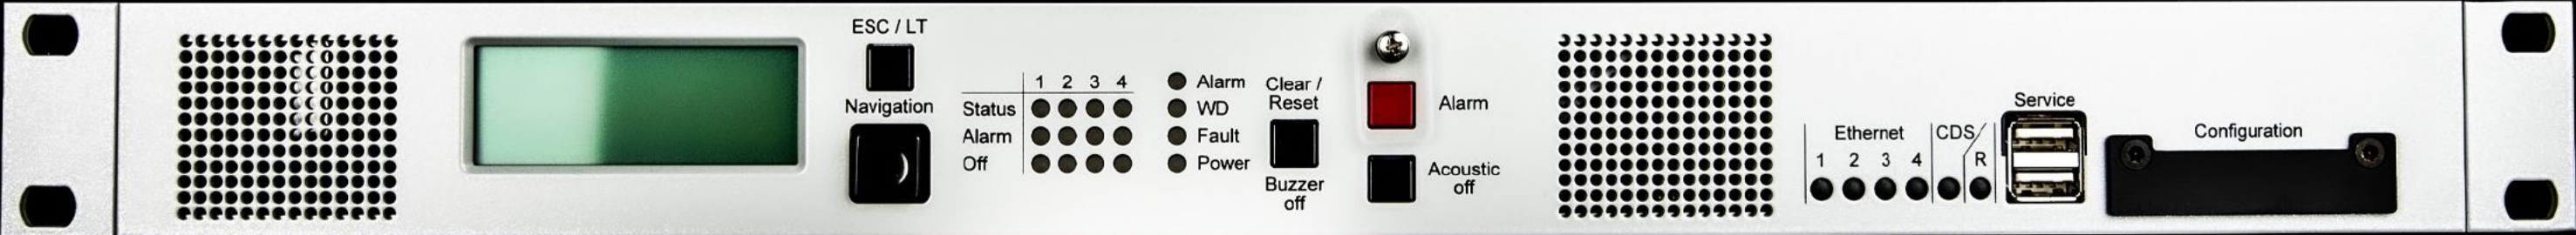 ESC / LT
Navigation
1 2 3 4
Status
Alarm
Off
Alarm
WD
Fault
Power
Clear /
Reset
Buzzer
off
Alarm
Acoustic
off
Ethernet
1 2 3 4
CDS/
R
Service
Configuration